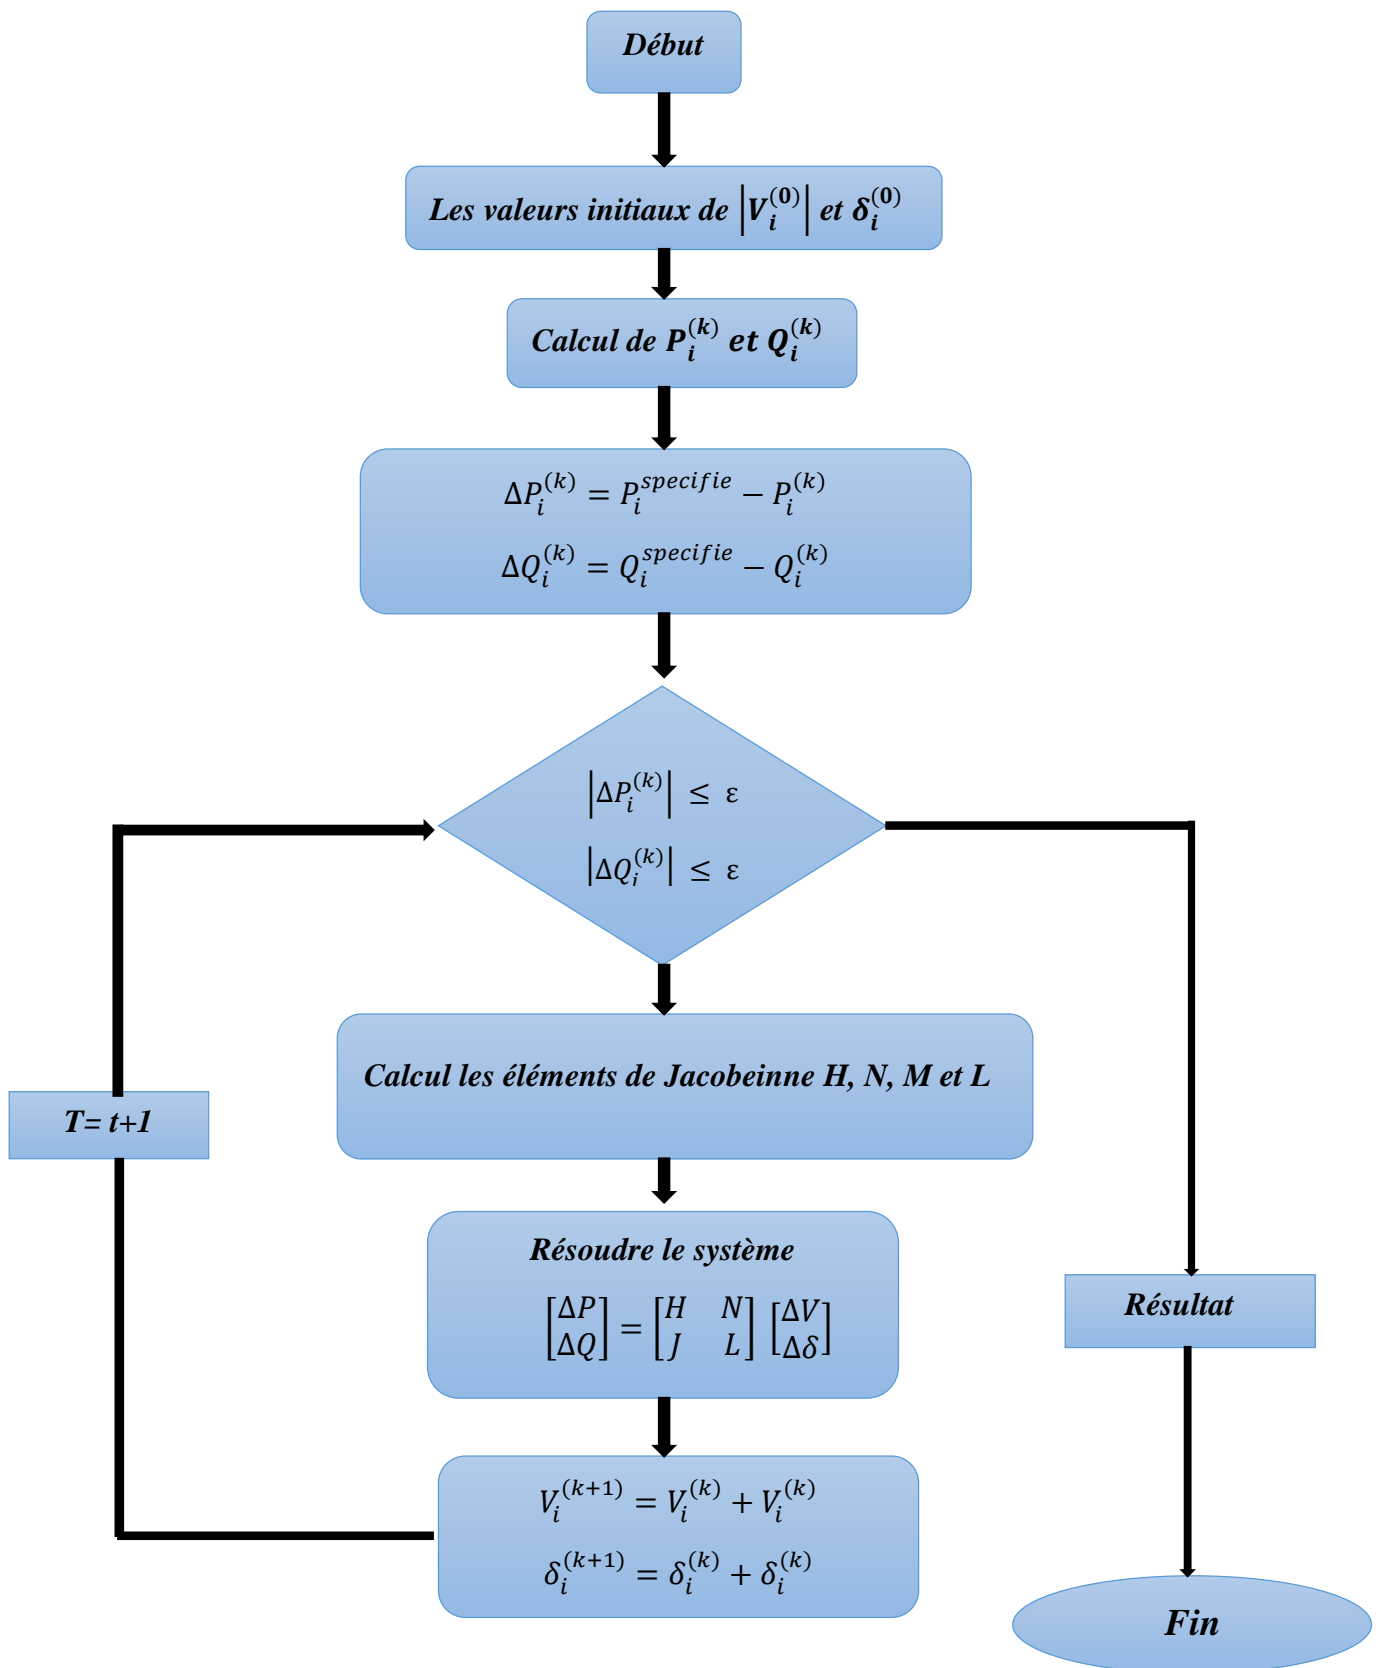 Début
Les valeurs initiaux de |V_i^(0)| et δ_i^(0)
Calcul de P_i^(k) et Q_i^(k)
ΔP_i^(k) = P_i^specifie − P_i^(k)
ΔQ_i^(k) = Q_i^specifie − Q_i^(k)
|ΔP_i^(k)| ≤ ε
|ΔQ_i^(k)| ≤ ε
Calcul les éléments de Jacobeinne H, N, M et L
T= t+1
Résoudre le système
[ΔP ΔQ] = [H N J L] [ΔV Δδ]
Résultat
V_i^(k+1) = V_i^(k) + V_i^(k)
δ_i^(k+1) = δ_i^(k) + δ_i^(k)
Fin